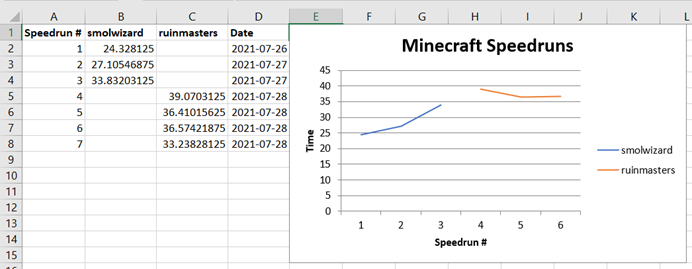 A B C D E F G H I J K L
1 Speedrun # smolwizard ruinmasters Date
2 1 24.328125 2021-07-26
3 2 27.10546875 2021-07-27
4 3 33.83203125 2021-07-27
5 4 39.0703125 2021-07-28
6 5 36.41015625 2021-07-28
7 6 36.57421875 2021-07-28
8 7 33.23828125 2021-07-28
9
10
11
12
13
14
15
Minecraft Speedruns
45
40
35
30
25
20
15
10
5
0
Time
1 2 3 4 5 6
Speedrun #
smolwizard
ruinmasters